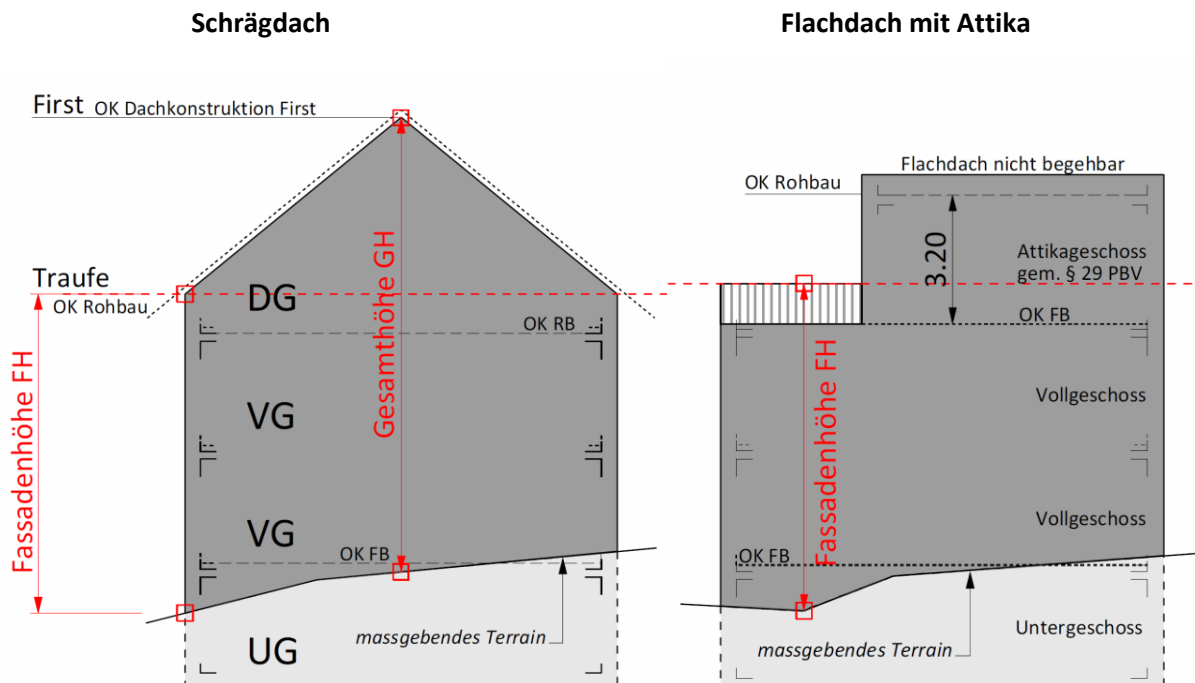 Schrägdach
First OK Dachkonstruktion First
Traufe
OK Rohbau
DG
OK RB
VG
VG
OK FB
UG
massgebendes Terrain
Fassadenhöhe FH
Gesamthöhe GH
Flachdach mit Attika
Flachdach nicht begehbar
OK Rohbau
3.20
Attikageschoss
gem. § 29 PBV
OK FB
Fassadenhöhe FH
Vollgeschoss
Vollgeschoss
OK FB
Untergeschoss
massgebendes Terrain